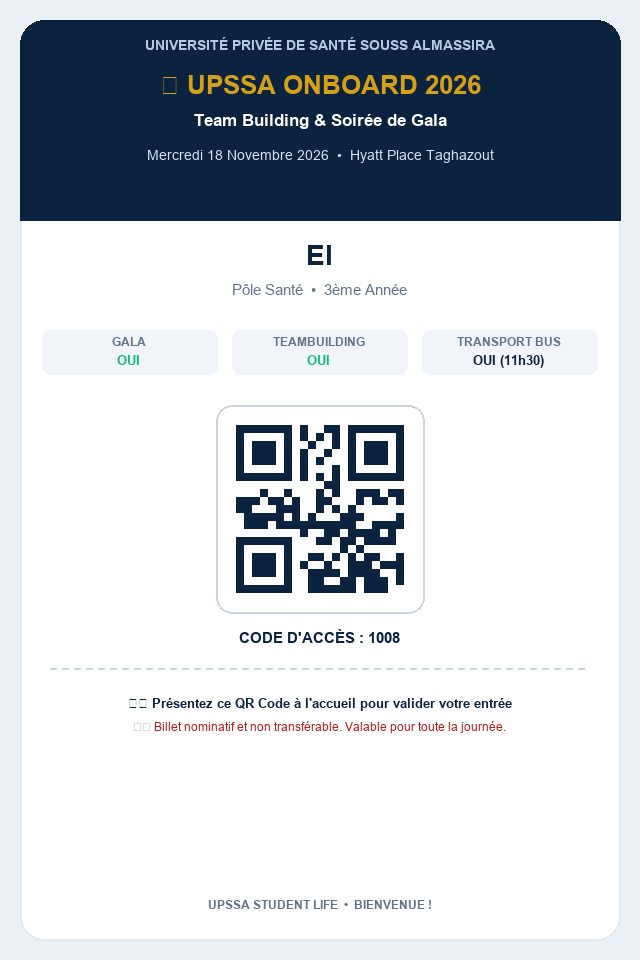 UNIVERSITÉ PRIVÉE DE SANTÉ SOUSS ALMASSIRA
UPSSA ONBOARD 2026
Team Building & Soirée de Gala
Mercredi 18 Novembre 2026 • Hyatt Place Taghazout
El
Pôle Santé • 3ème Année
GALA
OUI
TEAMBUILDING
OUI
TRANSPORT BUS
OUI (11h30)
CODE D'ACCÈS : 1008
Présentez ce QR Code à l'accueil pour valider votre entrée
Billet nominatif et non transférable. Valable pour toute la journée.
UPSSA STUDENT LIFE • BIENVENUE !